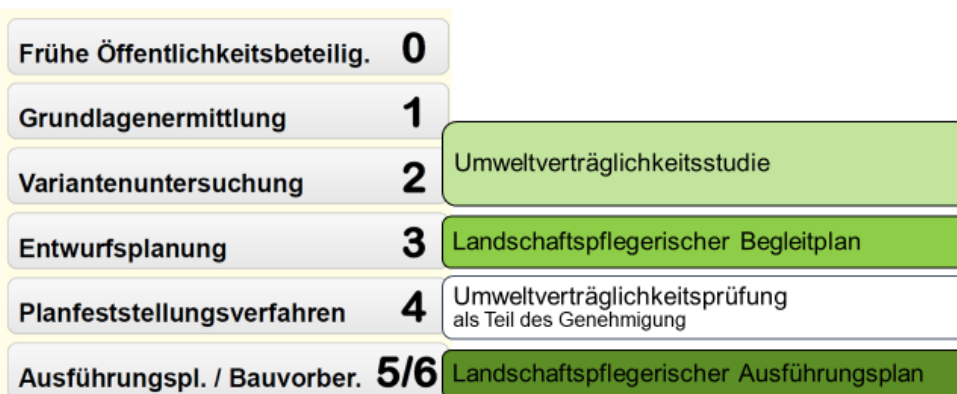 Frühe Öffentlichkeitsbeteilig. 0
Grundlagenermittlung 1
Variantenuntersuchung 2
Umweltverträglichkeitsstudie
Entwurfsplanung 3
Landschaftspflegerischer Begleitplan
Planfeststellungsverfahren 4
Umweltverträglichkeitsprüfung
als Teil des Genehmigung
Ausführungspl. / Bauvorber. 5/6
Landschaftspflegerischer Ausführungsplan